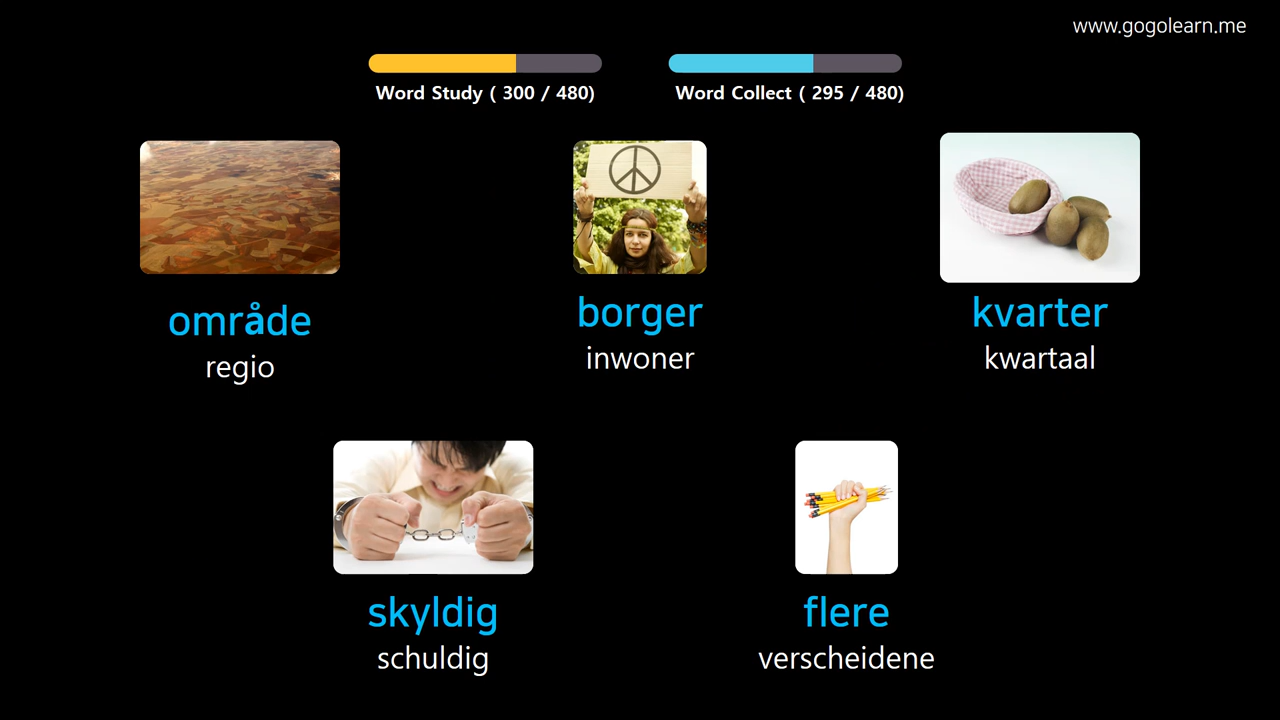 www.gogolearn.me
Word Study ( 300 / 480)
Word Collect ( 295 / 480)
område
regio
borger
inwoner
kvarter
kwartaal
skyldig
schuldig
flere
verscheidene